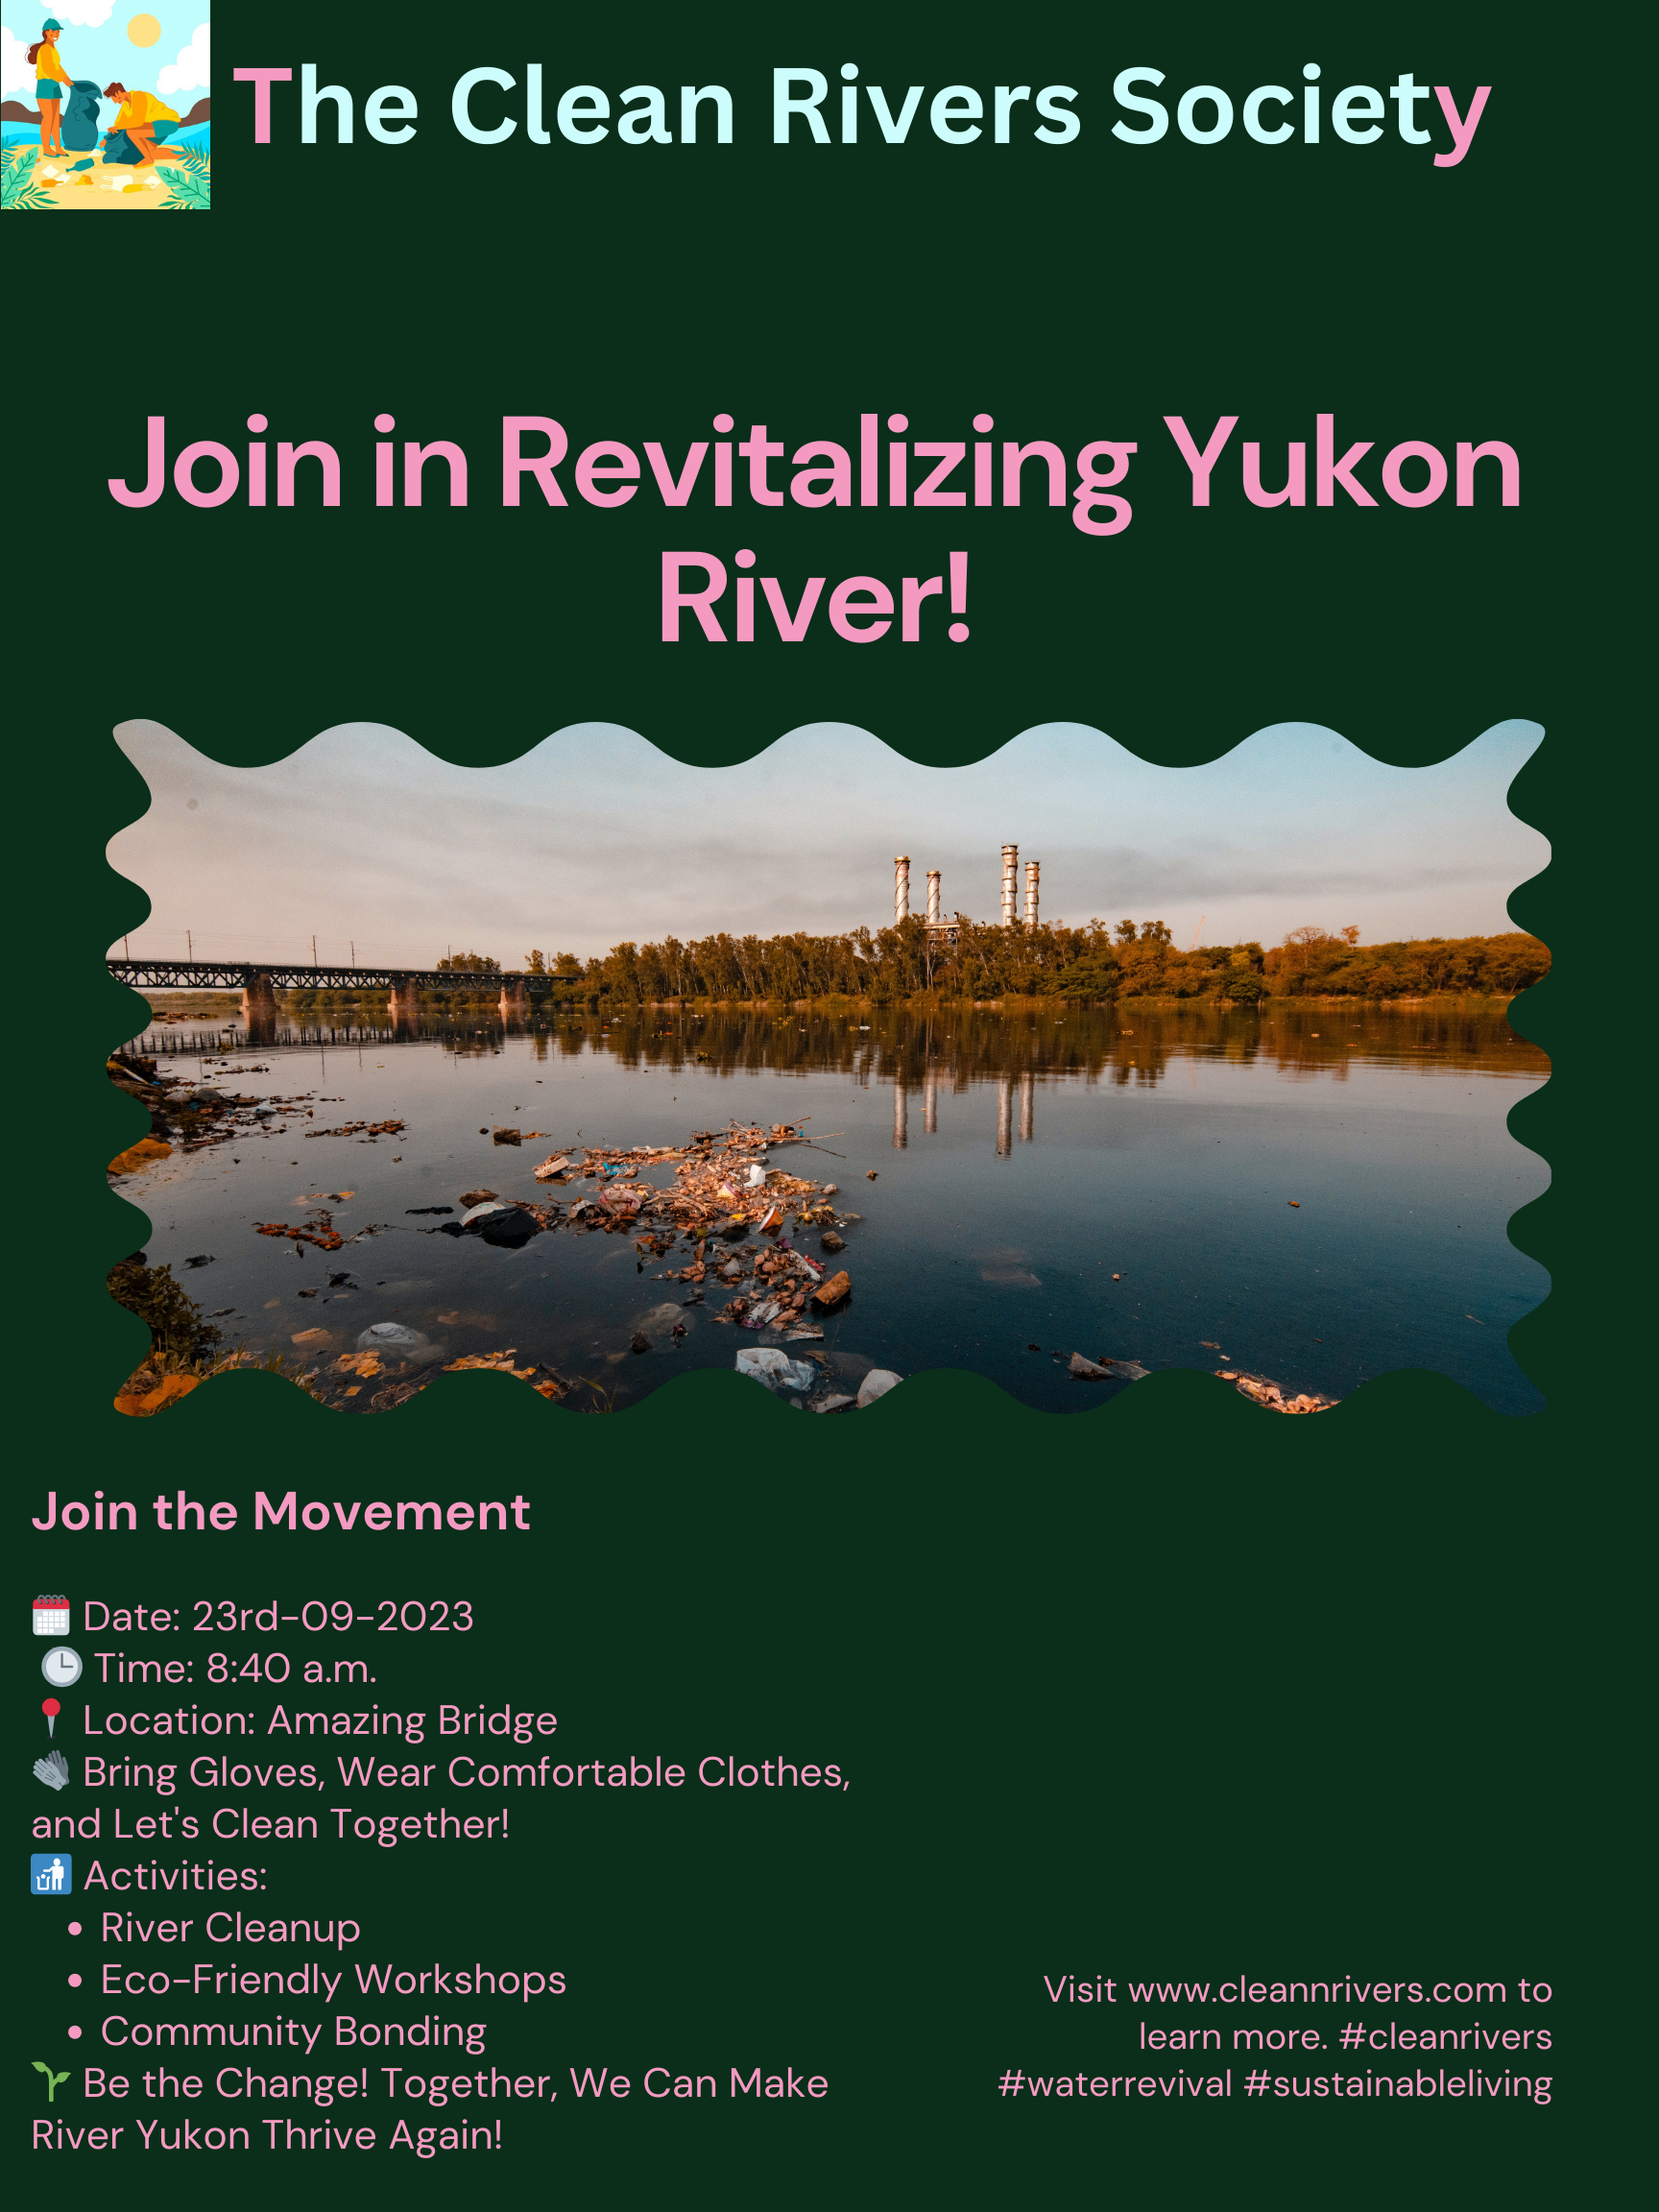 The Clean Rivers Society
Join in Revitalizing Yukon
River!
Join the Movement
🗓️ Date: 23rd-09-2023
🕒 Time: 8:40 a.m.
📍 Location: Amazing Bridge
🧤 Bring Gloves, Wear Comfortable Clothes,
and Let's Clean Together!
🚮 Activities:
• River Cleanup
• Eco-Friendly Workshops
• Community Bonding
🌱 Be the Change! Together, We Can Make
River Yukon Thrive Again!
Visit www.cleannrivers.com to
learn more. #cleanrivers
#waterrevival #sustainableliving